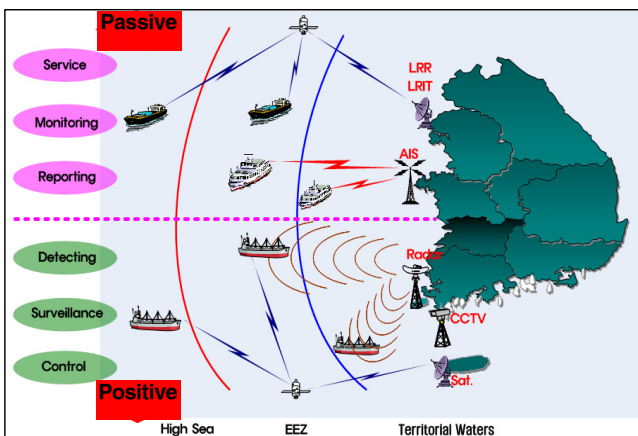 Passive
Service
LRR
LRIT
Monitoring
AIS
Reporting
Detecting
Radar
Surveillance
CCTV
Control
Sat.
Positive
High Sea
EEZ
Territorial Waters